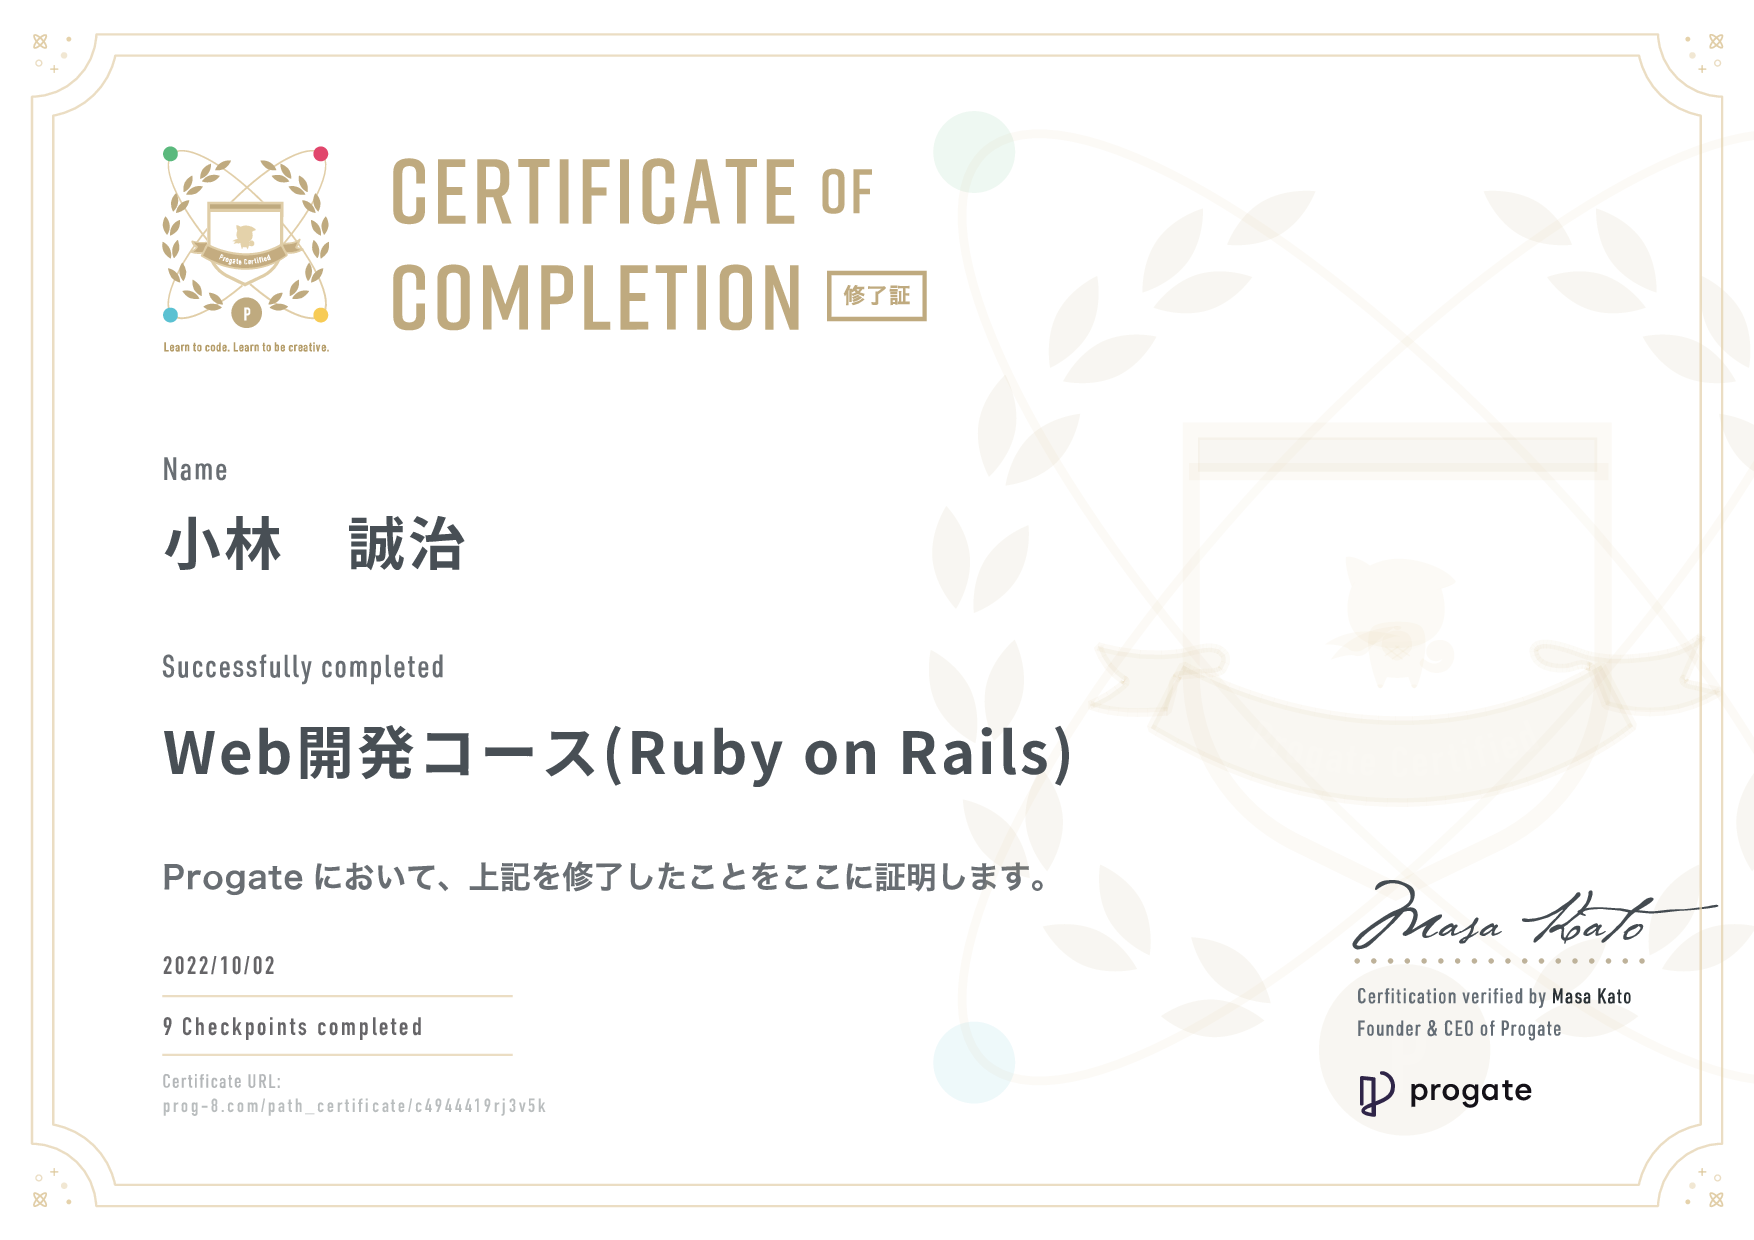 CERTIFICATE OF
COMPLETION 修了証
Progate Certified
P
Learn to code. Learn to be creative.
Name
小林　誠治
Successfully completed
Web開発コース(Ruby on Rails)
Progate において、上記を修了したことをここに証明します。
2022/10/02
9 Checkpoints completed
Certificate URL:
prog-8.com/path_certificate/c4944419rj3v5k
Masa Kato
Cerfitication verified by Masa Kato
Founder & CEO of Progate
progate